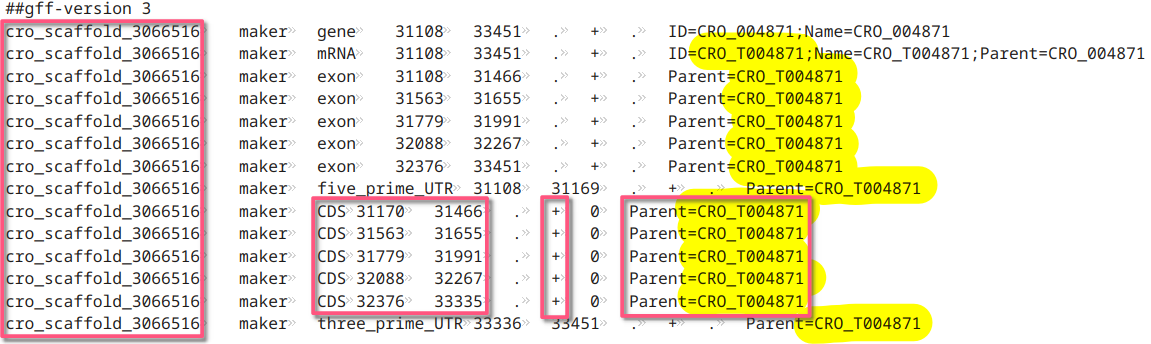 ##gff-version 3
cro_scaffold_3066516» maker» gene» 31108» 33451» .» +» .» ID=CRO_004871;Name=CRO_004871
cro_scaffold_3066516» maker» mRNA» 31108» 33451» .» +» .» ID=CRO_T004871;Name=CRO_T004871;Parent=CRO_004871
cro_scaffold_3066516» maker» exon» 31108» 31466» .» +» .» Parent=CRO_T004871
cro_scaffold_3066516» maker» exon» 31563» 31655» .» +» .» Parent=CRO_T004871
cro_scaffold_3066516» maker» exon» 31779» 31991» .» +» .» Parent=CRO_T004871
cro_scaffold_3066516» maker» exon» 32088» 32267» .» +» .» Parent=CRO_T004871
cro_scaffold_3066516» maker» exon» 32376» 33451» .» +» .» Parent=CRO_T004871
cro_scaffold_3066516» maker» five_prime_UTR» 31108» 31169» .» +» .» Parent=CRO_T004871
cro_scaffold_3066516» maker» CDS» 31170» 31466» .» +» 0» Parent=CRO_T004871
cro_scaffold_3066516» maker» CDS» 31563» 31655» .» +» 0» Parent=CRO_T004871
cro_scaffold_3066516» maker» CDS» 31779» 31991» .» +» 0» Parent=CRO_T004871
cro_scaffold_3066516» maker» CDS» 32088» 32267» .» +» 0» Parent=CRO_T004871
cro_scaffold_3066516» maker» CDS» 32376» 33335» .» +» 0» Parent=CRO_T004871
cro_scaffold_3066516» maker» three_prime_UTR» 33336» 33451» .» +» .» Parent=CRO_T004871